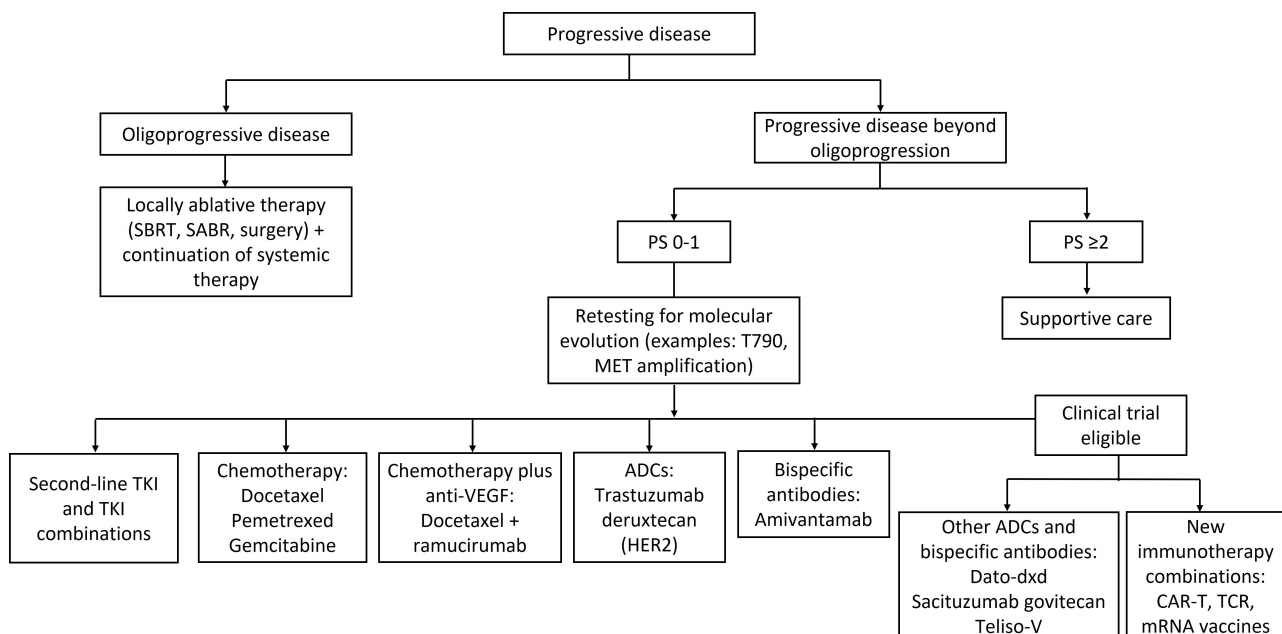 Progressive disease
Oligoprogressive disease
Progressive disease beyond
oligoprogression
Locally ablative therapy
(SBRT, SABR, surgery) +
continuation of systemic
therapy
PS 0-1
PS ≥2
Retesting for molecular
evolution (examples: T790,
MET amplification)
Supportive care
Clinical trial
eligible
Second-line TKI
and TKI
combinations
Chemotherapy:
Docetaxel
Pemetrexed
Gemcitabine
Chemotherapy plus
anti-VEGF:
Docetaxel +
ramucirumab
ADCs:
Trastuzumab
deruxtecan
(HER2)
Bispecific
antibodies:
Amivantamab
Other ADCs and
bispecific antibodies:
Dato-dxd
Sacituzumab govitecan
Teliso-V
New
immunotherapy
combinations:
CAR-T, TCR,
mRNA vaccines